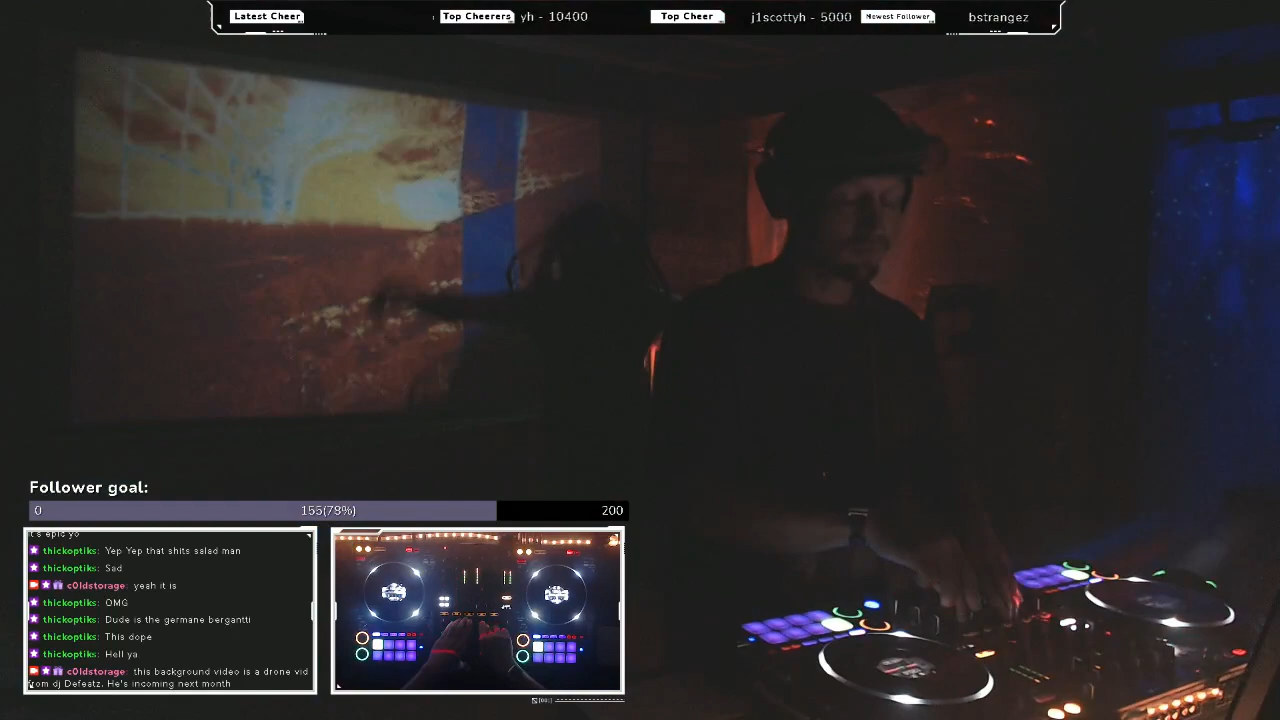 Latest Cheer
Top Cheerers
yh - 10400
Top Cheer
j1scottyh - 5000
Newest Follower
bstrangez
Follower goal:
0
155(78%)
200
it's epic yo
thickoptiks: Yep Yep that shits salad man
thickoptiks: Sad
c0ldstorage: yeah it is
thickoptiks: OMG
thickoptiks: Dude is the germane bergantti
thickoptiks: This dope
thickoptiks: Hell ya
c0ldstorage: this background video is a drone vid
from dj Defeatz. He's incoming next month